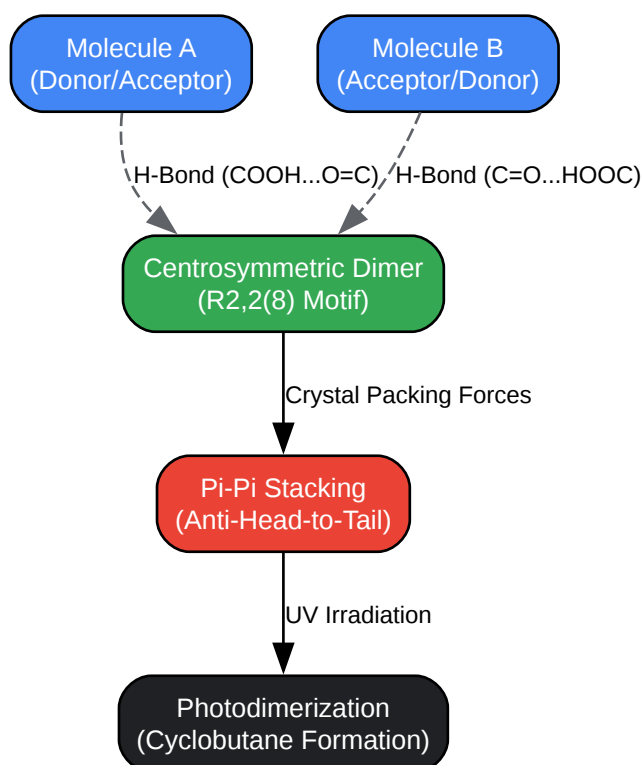 Molecule A
(Donor/Acceptor)
Molecule B
(Acceptor/Donor)
H-Bond (COOH...O=C)
H-Bond (C=O...HOOC)
Centrosymmetric Dimer
(R2,2(8) Motif)
Crystal Packing Forces
Pi-Pi Stacking
(Anti-Head-to-Tail)
UV Irradiation
Photodimerization
(Cyclobutane Formation)